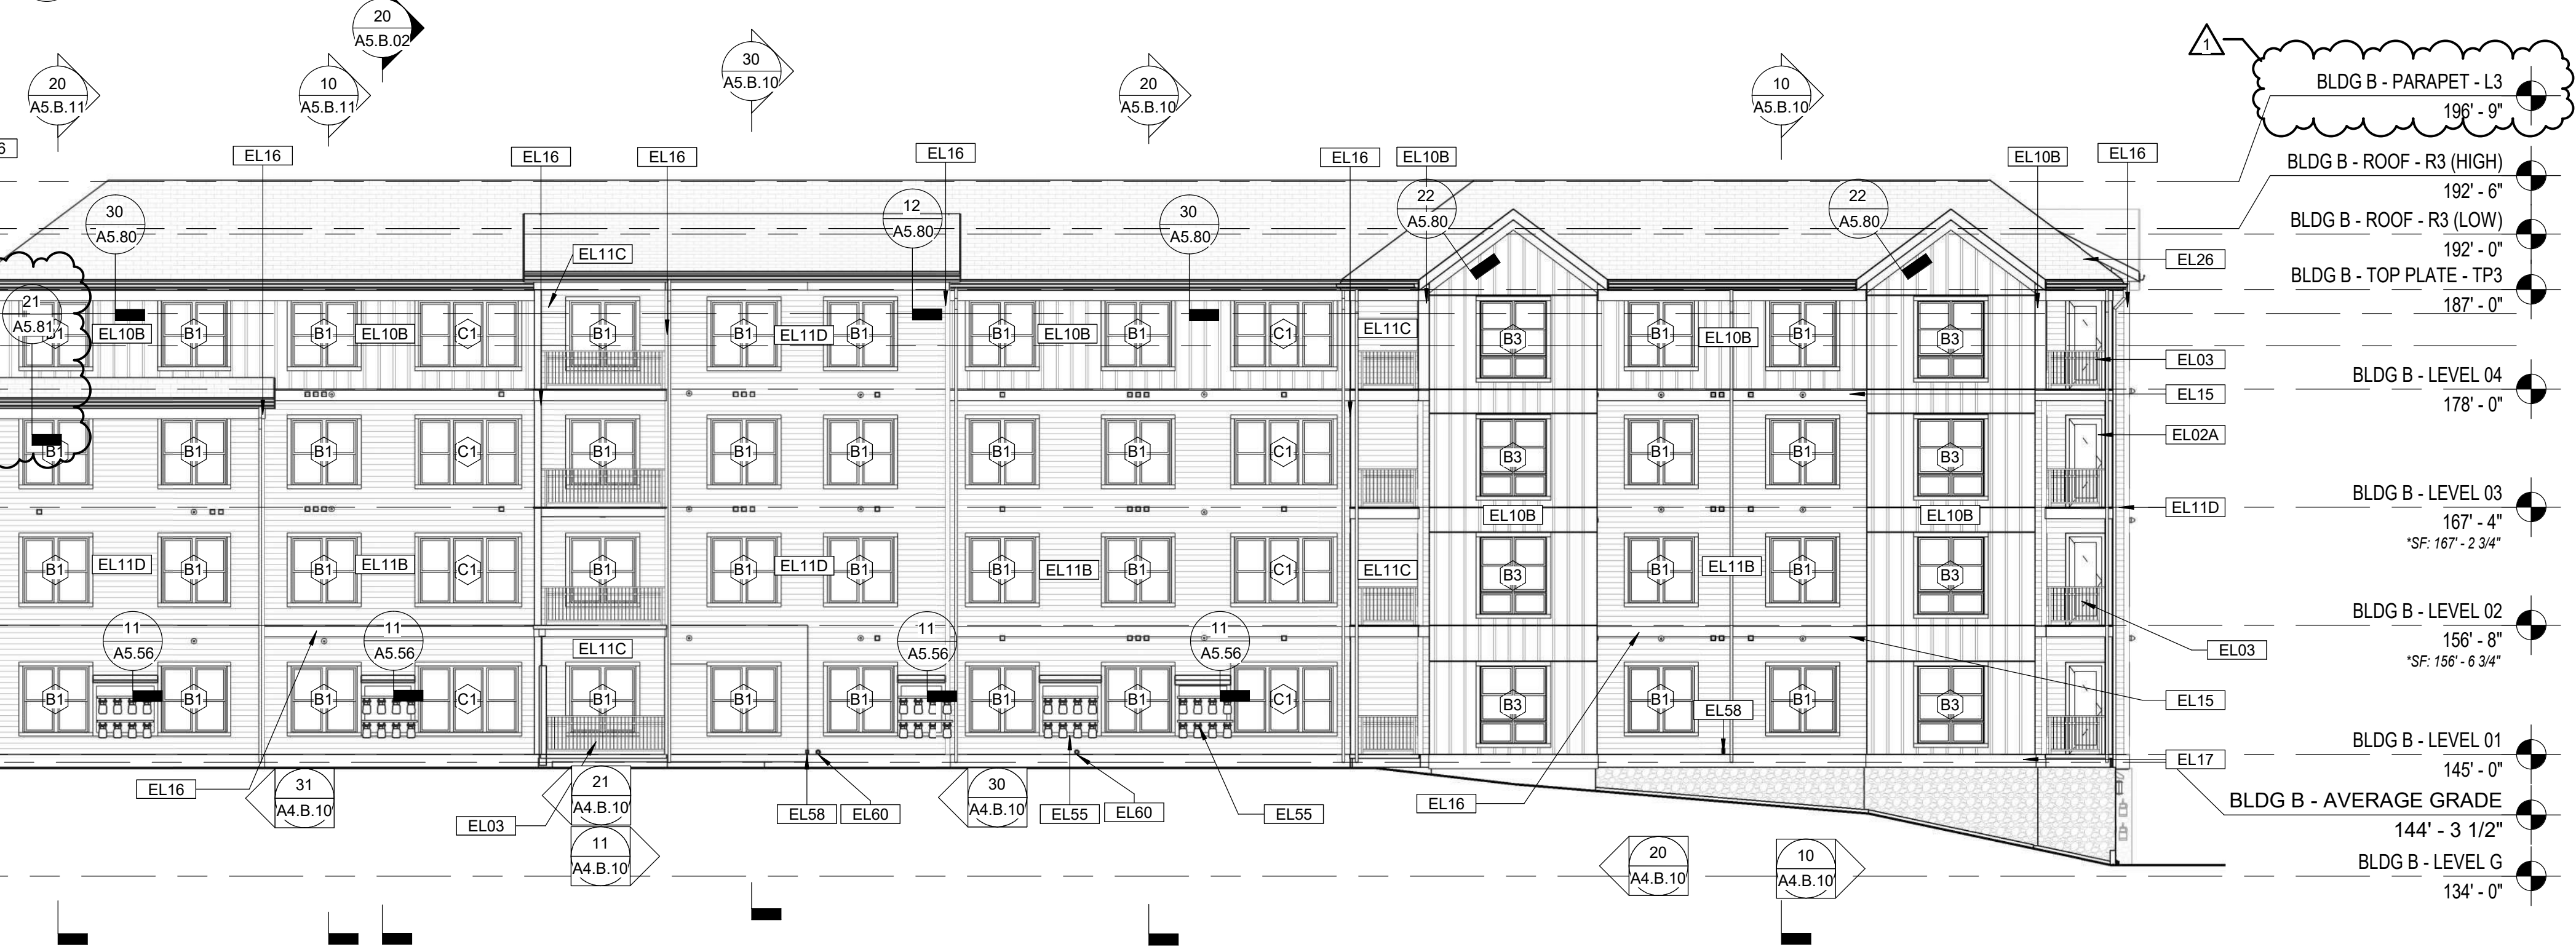 20
A5.B.02
20
A5.B.11
10
A5.B.11
30
A5.B.10
20
A5.B.10
10
A5.B.10
1
BLDG B - PARAPET - L3
196' - 9"
6
EL16
EL16
EL16
EL16
EL16
EL10B
EL10B
EL16
BLDG B - ROOF - R3 (HIGH)
192' - 6"
30
A5.80
12
A5.80
30
A5.80
22
A5.80
22
A5.80
BLDG B - ROOF - R3 (LOW)
192' - 0"
EL11C
EL26
BLDG B - TOP PLATE - TP3
187' - 0"
21
A5.81
B1
EL10B
B1
B1
EL10B
C1
B1
B1
EL11D
B1
B1
EL10B
B1
C1
EL11C
B3
B1
EL10B
B1
B3
EL03
BLDG B - LEVEL 04
178' - 0"
EL15
EL02A
B1
B1
B1
C1
B1
B1
B1
B1
B1
C1
B3
B1
B1
B3
BLDG B - LEVEL 03
167' - 4"
*SF: 167' - 2 3/4"
EL10B
EL10B
EL11D
B1
EL11D
B1
B1
EL11B
C1
B1
B1
EL11D
B1
B1
EL11B
B1
C1
EL11C
B3
B1
EL11B
B1
B3
BLDG B - LEVEL 02
156' - 8"
*SF: 156' - 6 3/4"
11
A5.56
11
A5.56
EL11C
11
A5.56
11
A5.56
EL03
B1
B1
B1
C1
B1
B1
B1
B1
B1
C1
B3
B1
EL58
B1
B3
EL15
BLDG B - LEVEL 01
145' - 0"
EL17
EL16
31
A4.B.10
EL03
21
A4.B.10
11
A4.B.10
EL58
EL60
30
A4.B.10
EL55
EL60
EL55
EL16
BLDG B - AVERAGE GRADE
144' - 3 1/2"
20
A4.B.10
10
A4.B.10
BLDG B - LEVEL G
134' - 0"